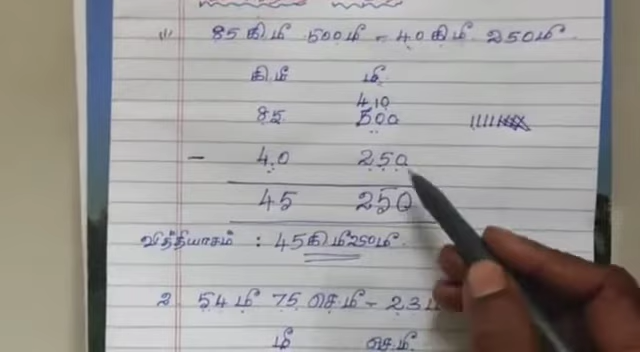 85 கி.மீ 500 மீ - 40 கி.மீ 250 மீ
கி.மீ மீ
4 10
85 500
- 40 250
45 250
வித்தியாசம் : 45 கி.மீ 250 மீ.
2. 54 மீ 75 செ.மீ - 23 மீ
மீ செ.மீ